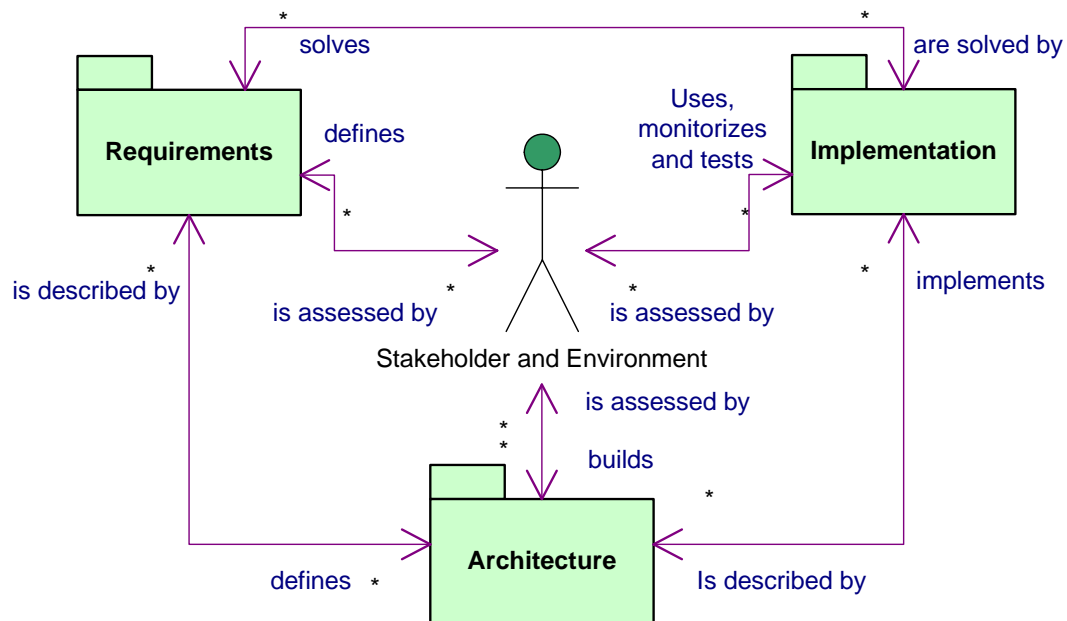 * *
solves are solved by
Uses,
monitorizes
and tests
Requirements defines Implementation
* *
* is described by * is assessed by * is assessed by * implements
Stakeholder and Environment
is assessed by
*
*
builds
*
Architecture
defines * Is described by